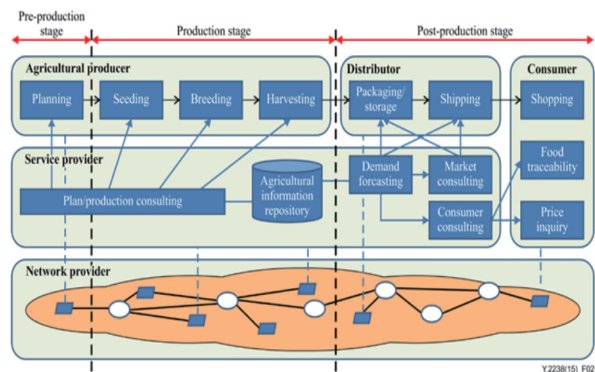 Pre-production
stage
Production stage
Post-production stage
Agricultural producer
Distributor
Consumer
Planning
Seeding
Breeding
Harvesting
Packaging/
storage
Shipping
Shopping
Service provider
Plan/production consulting
Agricultural
information
repository
Demand
forcasting
Market
consulting
Consumer
consulting
Food
traceability
Price
inquiry
Network provider
Y.2238(15)_F02